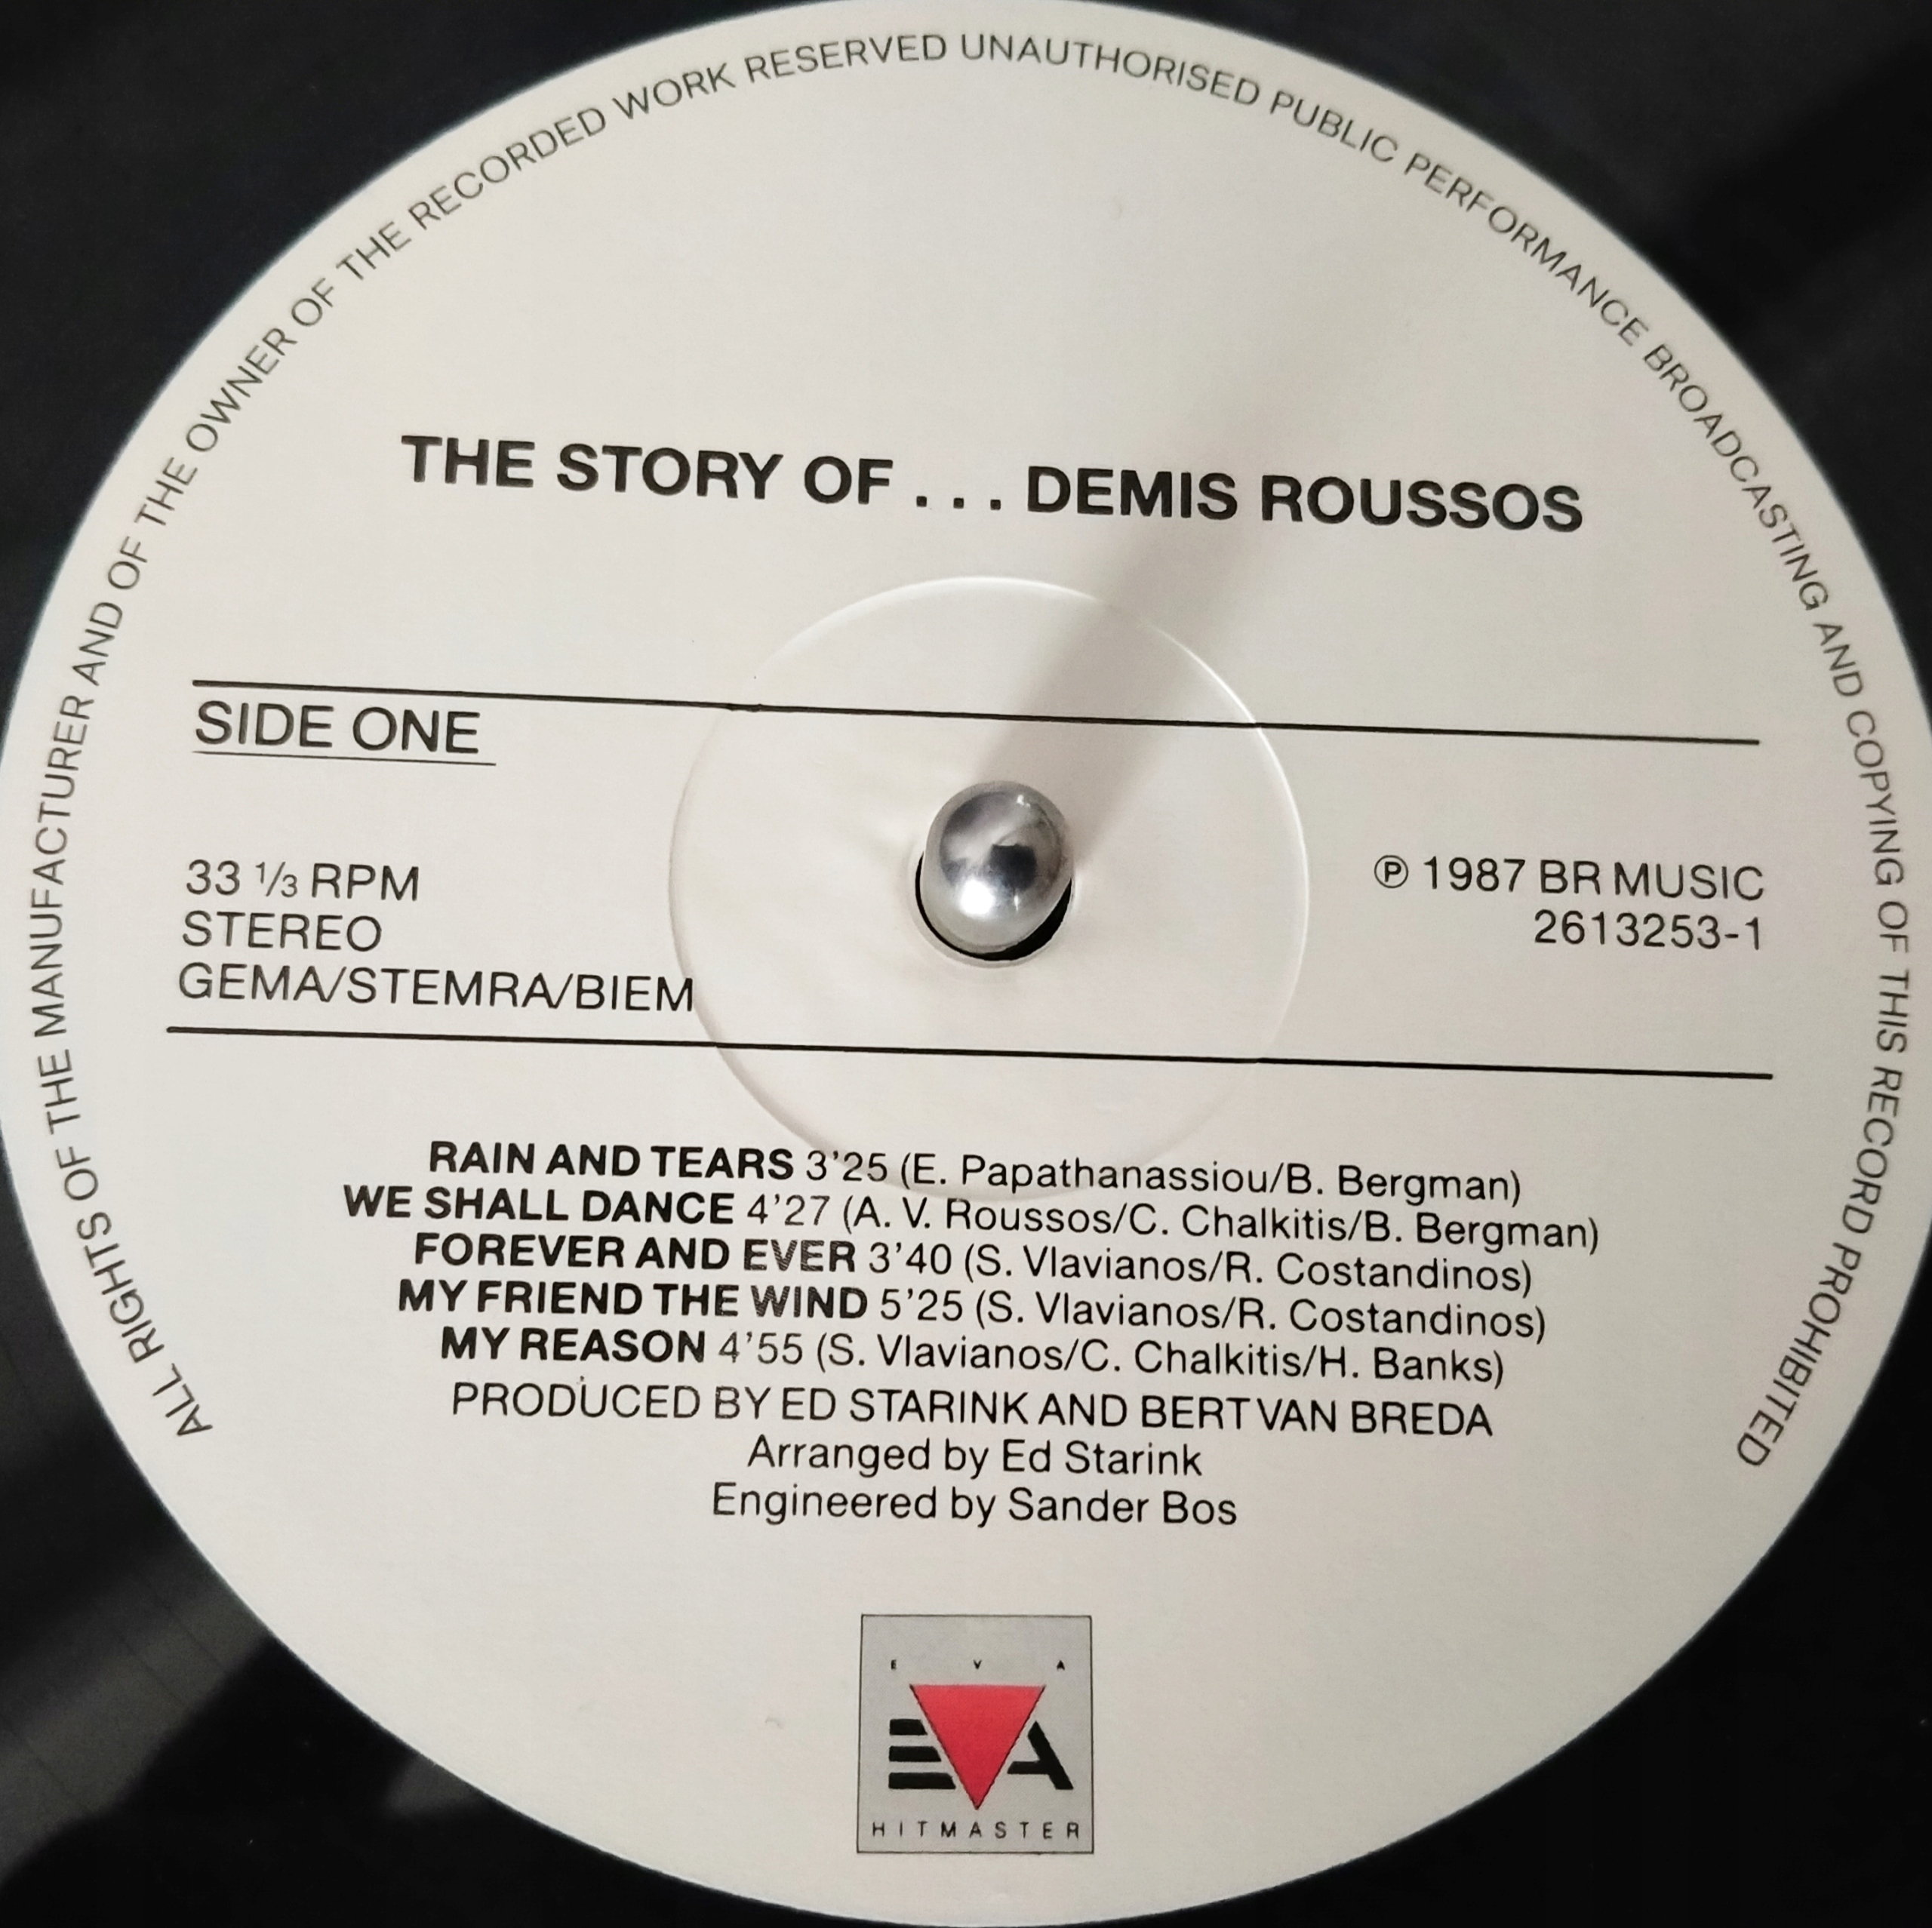 ALL RIGHTS OF THE MANUFACTURER AND OF THE OWNER OF THE RECORDED WORK RESERVED UNAUTHORISED PUBLIC PERFORMANCE BROADCASTING AND COPYING OF THIS RECORD PROHIBITED
THE STORY OF . . . DEMIS ROUSSOS
SIDE ONE
33 1/3 RPM
STEREO
GEMA/STEMRA/BIEM
℗ 1987 BR MUSIC
2613253-1
RAIN AND TEARS 3'25 (E. Papathanassiou/B. Bergman)
WE SHALL DANCE 4'27 (A. V. Roussos/C. Chalkitis/B. Bergman)
FOREVER AND EVER 3'40 (S. Vlavianos/R. Costandinos)
MY FRIEND THE WIND 5'25 (S. Vlavianos/R. Costandinos)
MY REASON 4'55 (S. Vlavianos/C. Chalkitis/H. Banks)
PRODUCED BY ED STARINK AND BERT VAN BREDA
Arranged by Ed Starink
Engineered by Sander Bos
E V A
EVA
HITMASTER